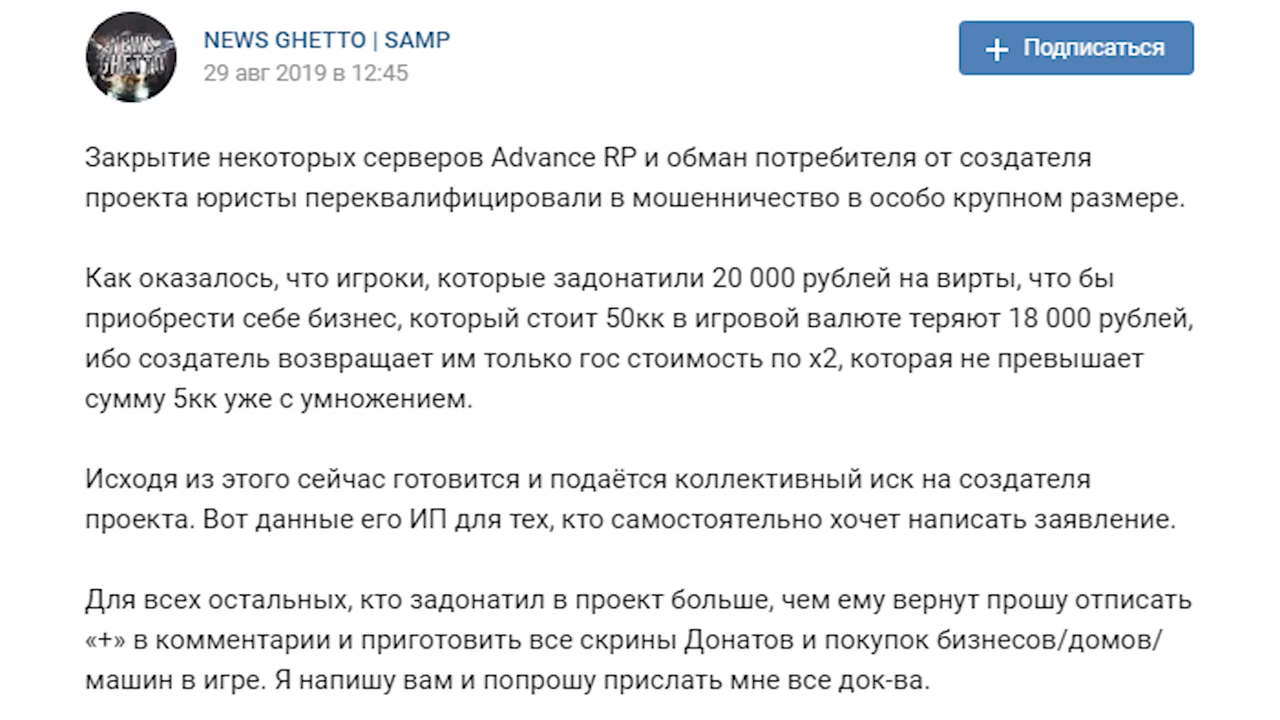 NEWS GHETTO | SAMP
29 авг 2019 в 12:45
+ Подписаться
NEWS
GHETTO
Закрытие некоторых серверов Advance RP и обман потребителя от создателя
проекта юристы переквалифицировали в мошенничество в особо крупном размере.
Как оказалось, что игроки, которые задонатили 20 000 рублей на вирты, что бы
приобрести себе бизнес, который стоит 50кк в игровой валюте теряют 18 000 рублей,
ибо создатель возвращает им только гос стоимость по х2, которая не превышает
сумму 5кк уже с умножением.
Исходя из этого сейчас готовится и подаётся коллективный иск на создателя
проекта. Вот данные его ИП для тех, кто самостоятельно хочет написать заявление.
Для всех остальных, кто задонатил в проект больше, чем ему вернут прошу отписать
«+» в комментарии и приготовить все скрины Донатов и покупок бизнесов/домов/
машин в игре. Я напишу вам и попрошу прислать мне все док-ва.